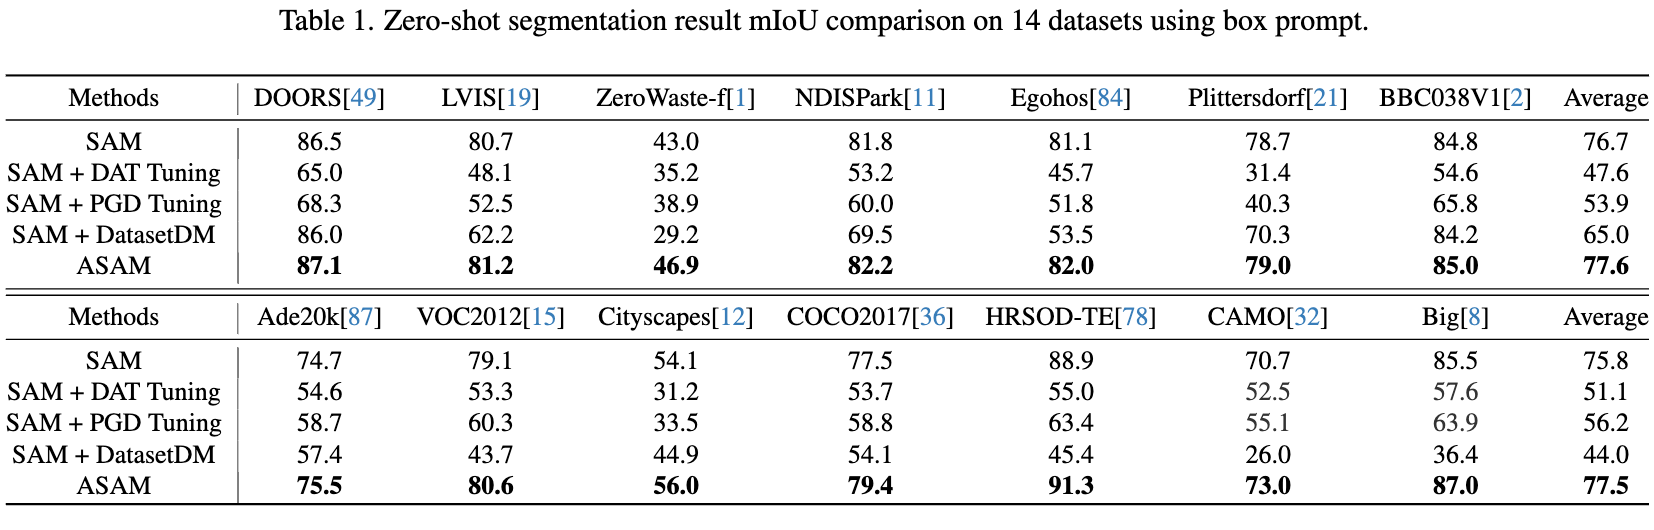 Table 1. Zero-shot segmentation result mIoU comparison on 14 datasets using box prompt.
Methods DOORS[49] LVIS[19] ZeroWaste-f[1] NDISPark[11] Egohos[84] Plittersdorf[21] BBC038V1[2] Average
SAM 86.5 80.7 43.0 81.8 81.1 78.7 84.8 76.7
SAM + DAT Tuning 65.0 48.1 35.2 53.2 45.7 31.4 54.6 47.6
SAM + PGD Tuning 68.3 52.5 38.9 60.0 51.8 40.3 65.8 53.9
SAM + DatasetDM 86.0 62.2 29.2 69.5 53.5 70.3 84.2 65.0
ASAM 87.1 81.2 46.9 82.2 82.0 79.0 85.0 77.6
Methods Ade20k[87] VOC2012[15] Cityscapes[12] COCO2017[36] HRSOD-TE[78] CAMO[32] Big[8] Average
SAM 74.7 79.1 54.1 77.5 88.9 70.7 85.5 75.8
SAM + DAT Tuning 54.6 53.3 31.2 53.7 55.0 52.5 57.6 51.1
SAM + PGD Tuning 58.7 60.3 33.5 58.8 63.4 55.1 63.9 56.2
SAM + DatasetDM 57.4 43.7 44.9 54.1 45.4 26.0 36.4 44.0
ASAM 75.5 80.6 56.0 79.4 91.3 73.0 87.0 77.5